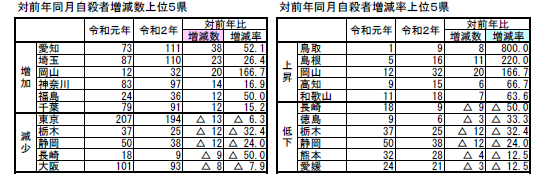 対前年同月自殺者増減数上位5県
令和元年 令和2年 対前年比
増減数 増減率
増加
愛知 73 111 38 52.1
埼玉 87 110 23 26.4
岡山 12 32 20 166.7
神奈川 83 97 14 16.9
福島 24 36 12 50.0
千葉 79 91 12 15.2
減少
東京 207 194 △ 13 △ 6.3
栃木 37 25 △ 12 △ 32.4
静岡 50 38 △ 12 △ 24.0
長崎 18 9 △ 9 △ 50.0
大阪 101 93 △ 8 △ 7.9
対前年同月自殺者増減率上位5県
令和元年 令和2年 対前年比
増減数 増減率
上昇
鳥取 1 9 8 800.0
島根 5 16 11 220.0
岡山 12 32 20 166.7
高知 9 15 6 66.7
和歌山 11 18 7 63.6
低下
長崎 18 9 △ 9 △ 50.0
徳島 9 6 △ 3 △ 33.3
栃木 37 25 △ 12 △ 32.4
静岡 50 38 △ 12 △ 24.0
熊本 32 28 △ 4 △ 12.5
愛媛 24 21 △ 3 △ 12.5